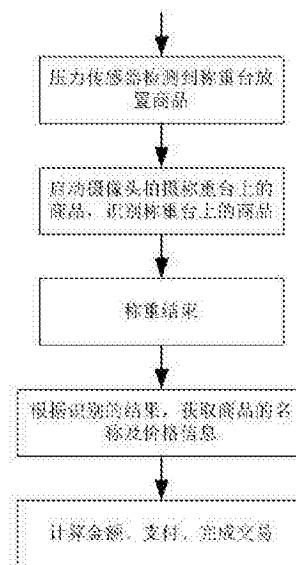 压力传感器检测到称重台放
置商品
启动摄像头拍摄称重台上的
商品，识别称重台上的商品
称重结束
根据识别的结果，获取商品的名
称及价格信息
计算金额、支付、完成交易